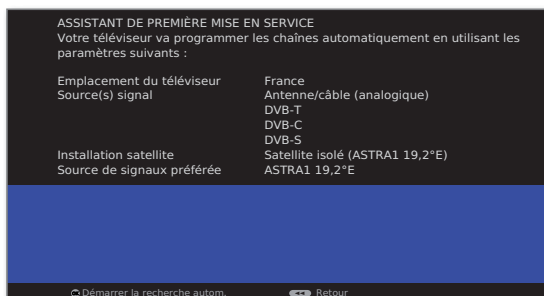 ASSISTANT DE PREMIÈRE MISE EN SERVICE
Votre téléviseur va programmer les chaînes automatiquement en utilisant les
paramètres suivants :
Emplacement du téléviseur France
Source(s) signal Antenne/câble (analogique)
DVB-T
DVB-C
DVB-S
Installation satellite Satellite isolé (ASTRA1 19,2°E)
Source de signaux préférée ASTRA1 19,2°E
Démarrer la recherche autom. Retour